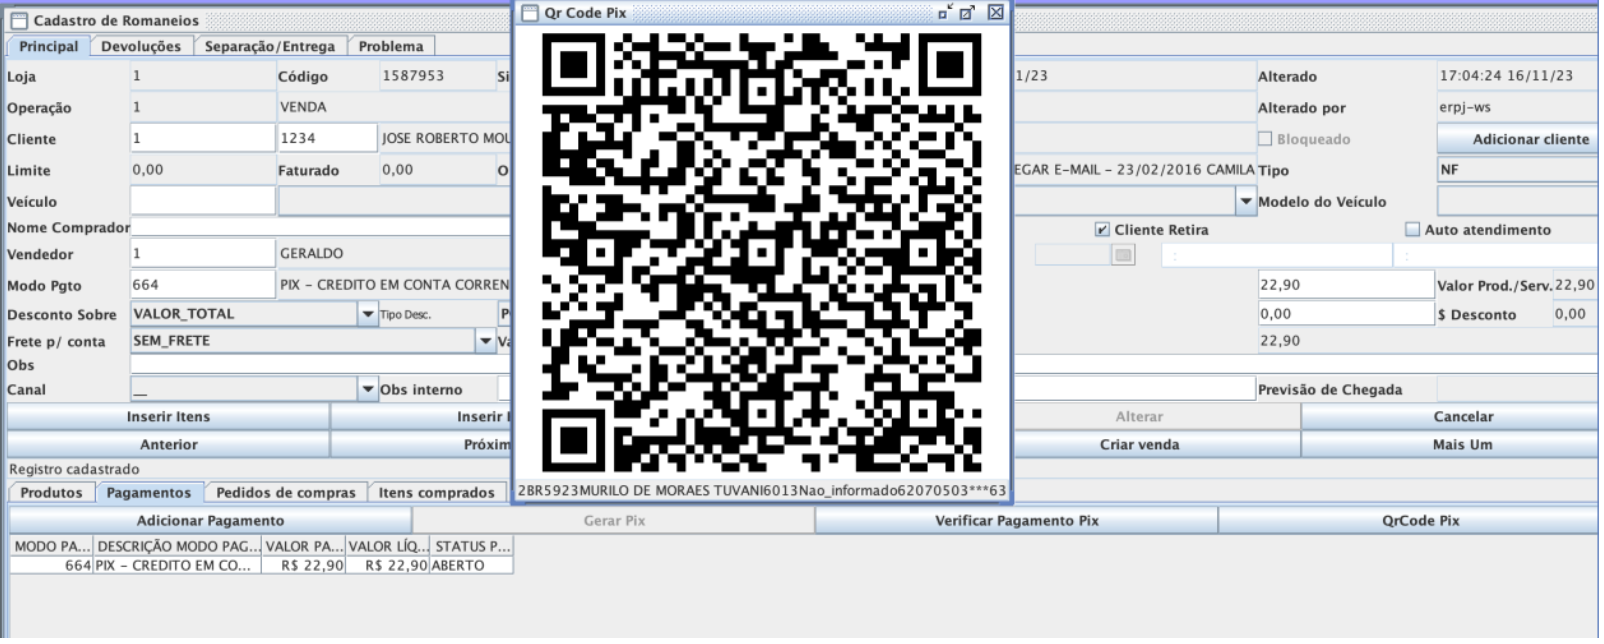 Cadastro de Romaneios
Qr Code Pix
Principal Devoluções Separação/Entrega Problema
Loja 1 Código 1587953 Si 1/23 Alterado 17:04:24 16/11/23
Operação 1 VENDA Alterado por erpj-ws
Cliente 1 1234 JOSE ROBERTO MOU Bloqueado Adicionar cliente
Limite 0,00 Faturado 0,00 O EGAR E-MAIL - 23/02/2016 CAMILA Tipo NF
Veículo Modelo do Veículo
Nome Comprador Cliente Retira Auto atendimento
Vendedor 1 GERALDO : :
Modo Pgto 664 PIX - CREDITO EM CONTA CORREN 22,90 Valor Prod./Serv. 22,90
Desconto Sobre VALOR_TOTAL Tipo Desc. P 0,00 $ Desconto 0,00
Frete p/ conta SEM_FRETE Va 22,90
Obs
Canal __ Obs interno Previsão de Chegada
Inserir Itens Inserir Alterar Cancelar
Anterior Próxim Criar venda Mais Um
Registro cadastrado
Produtos Pagamentos Pedidos de compras Itens comprados
2BR5923MURILO DE MORAES TUVANI6013Nao_informado62070503***63
Adicionar Pagamento Gerar Pix Verificar Pagamento Pix QrCode Pix
MODO PA... DESCRIÇÃO MODO PAG... VALOR PA... VALOR LÍQ... STATUS P...
664 PIX - CREDITO EM CO... R$ 22,90 R$ 22,90 ABERTO